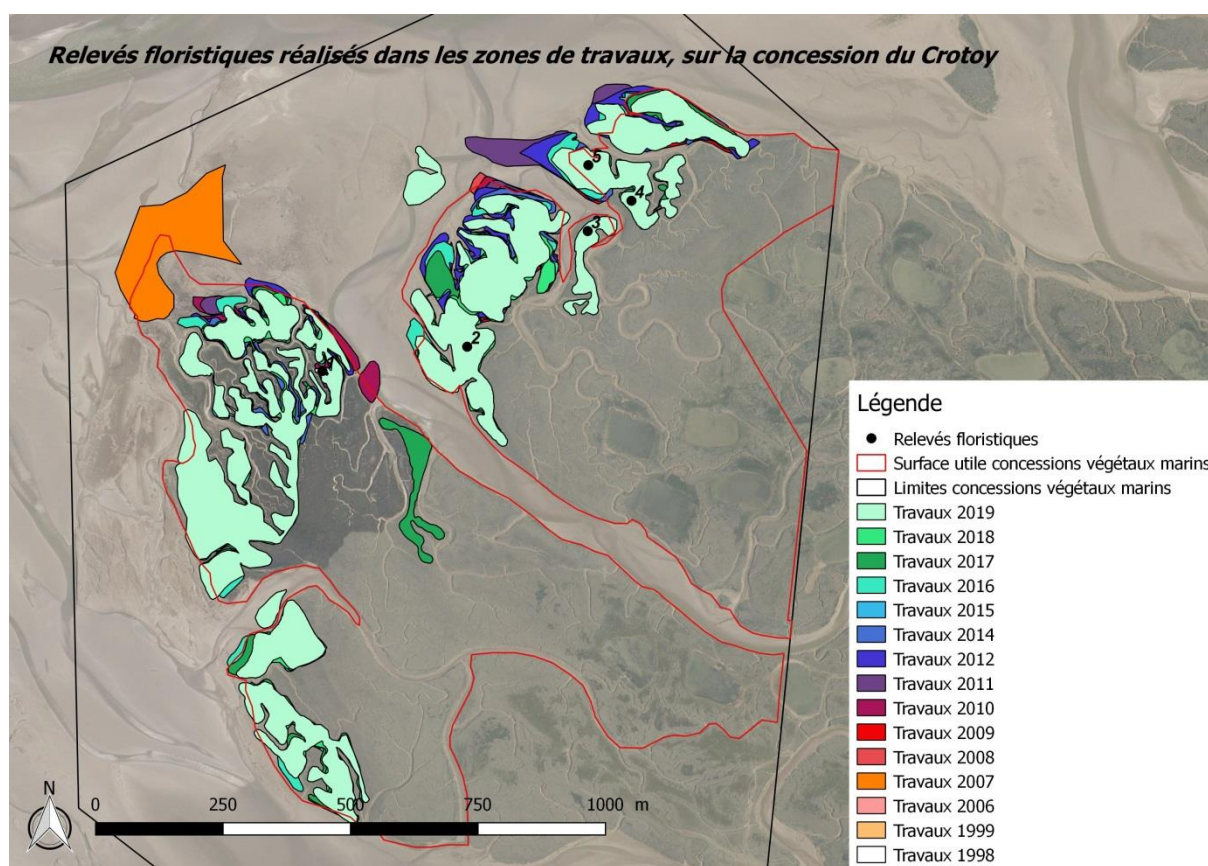 Relevés floristiques réalisés dans les zones de travaux, sur la concession du Crotoy
5
4
3
2
1
Légende
Relevés floristiques
Surface utile concessions végétaux marins
Limites concessions végétaux marins
Travaux 2019
Travaux 2018
Travaux 2017
Travaux 2016
Travaux 2015
Travaux 2014
Travaux 2012
Travaux 2011
Travaux 2010
Travaux 2009
Travaux 2008
Travaux 2007
Travaux 2006
Travaux 1999
Travaux 1998
N
0 250 500 750 1000 m